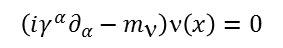 (iγ^α ∂_α − m_ν)ν(x) = 0